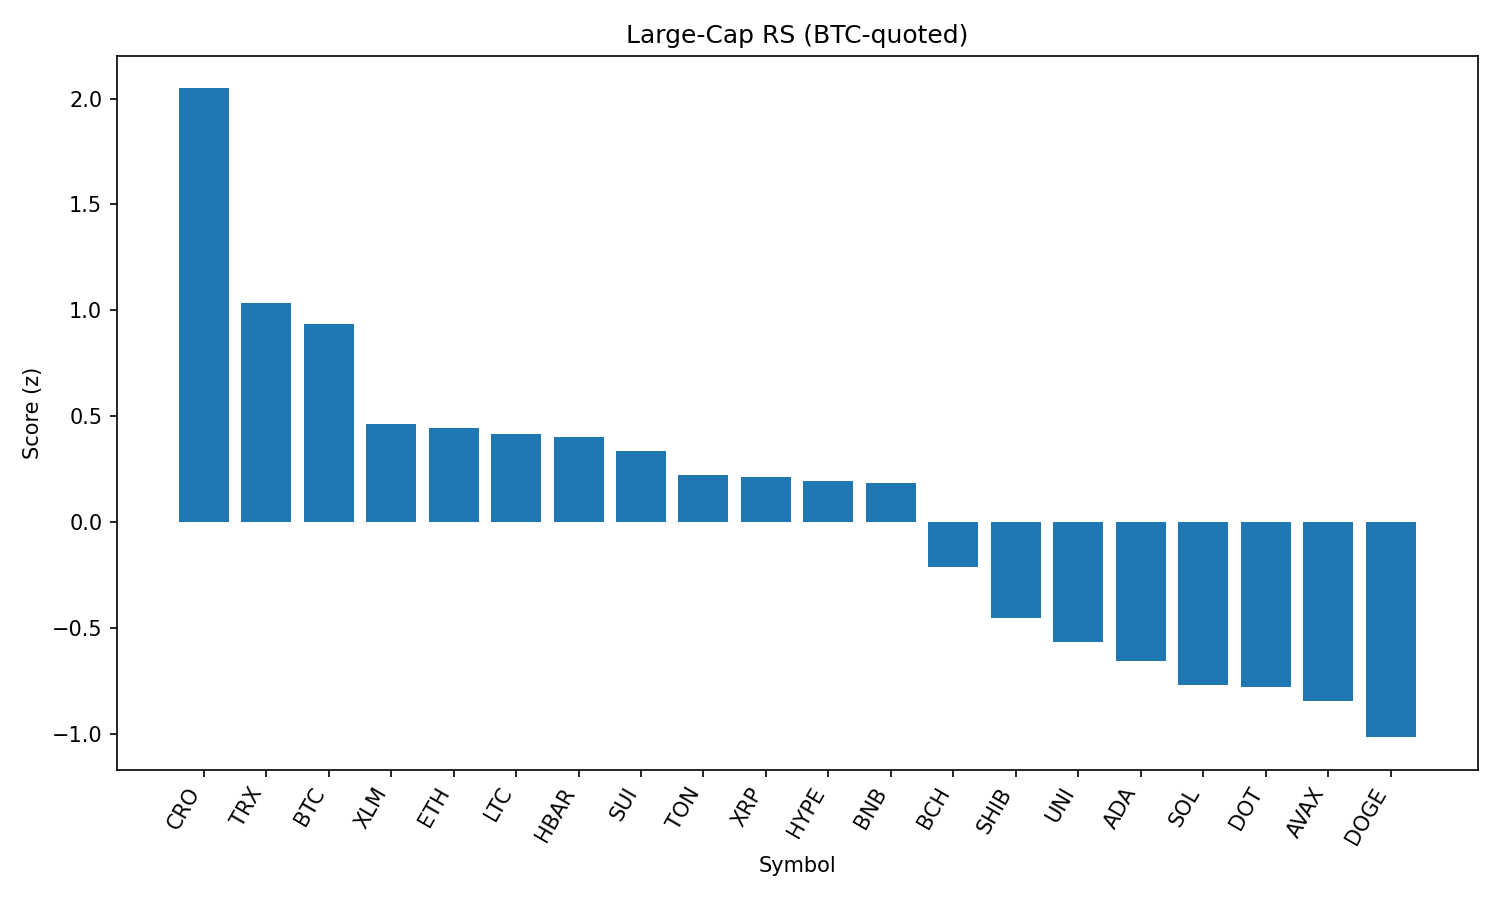 Large-Cap RS (BTC-quoted)
Score (z)
2.0
1.5
1.0
0.5
0.0
−0.5
−1.0
CRO
TRX
BTC
XLM
ETH
LTC
HBAR
SUI
TON
XRP
HYPE
BNB
BCH
SHIB
UNI
ADA
SOL
DOT
AVAX
DOGE
Symbol